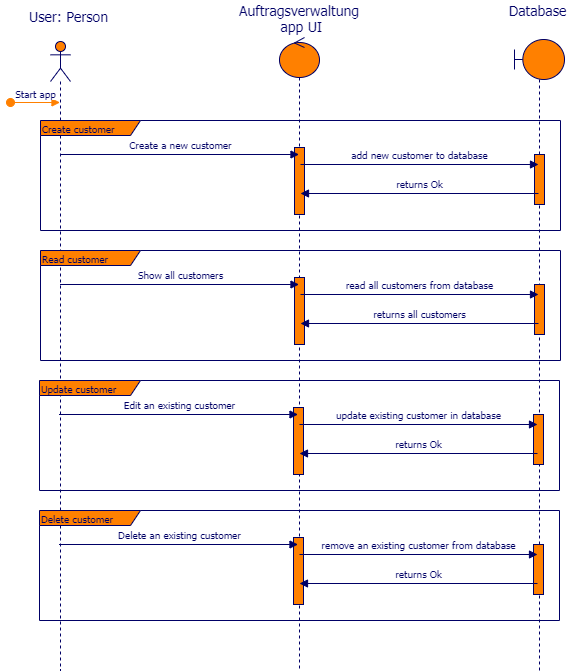 User: Person
Auftragsverwaltung
app UI
Database
Start app
Create customer
Create a new customer
add new customer to database
returns Ok
Read customer
Show all customers
read all customers from database
returns all customers
Update customer
Edit an existing customer
update existing customer in database
returns Ok
Delete customer
Delete an existing customer
remove an existing customer from database
returns Ok